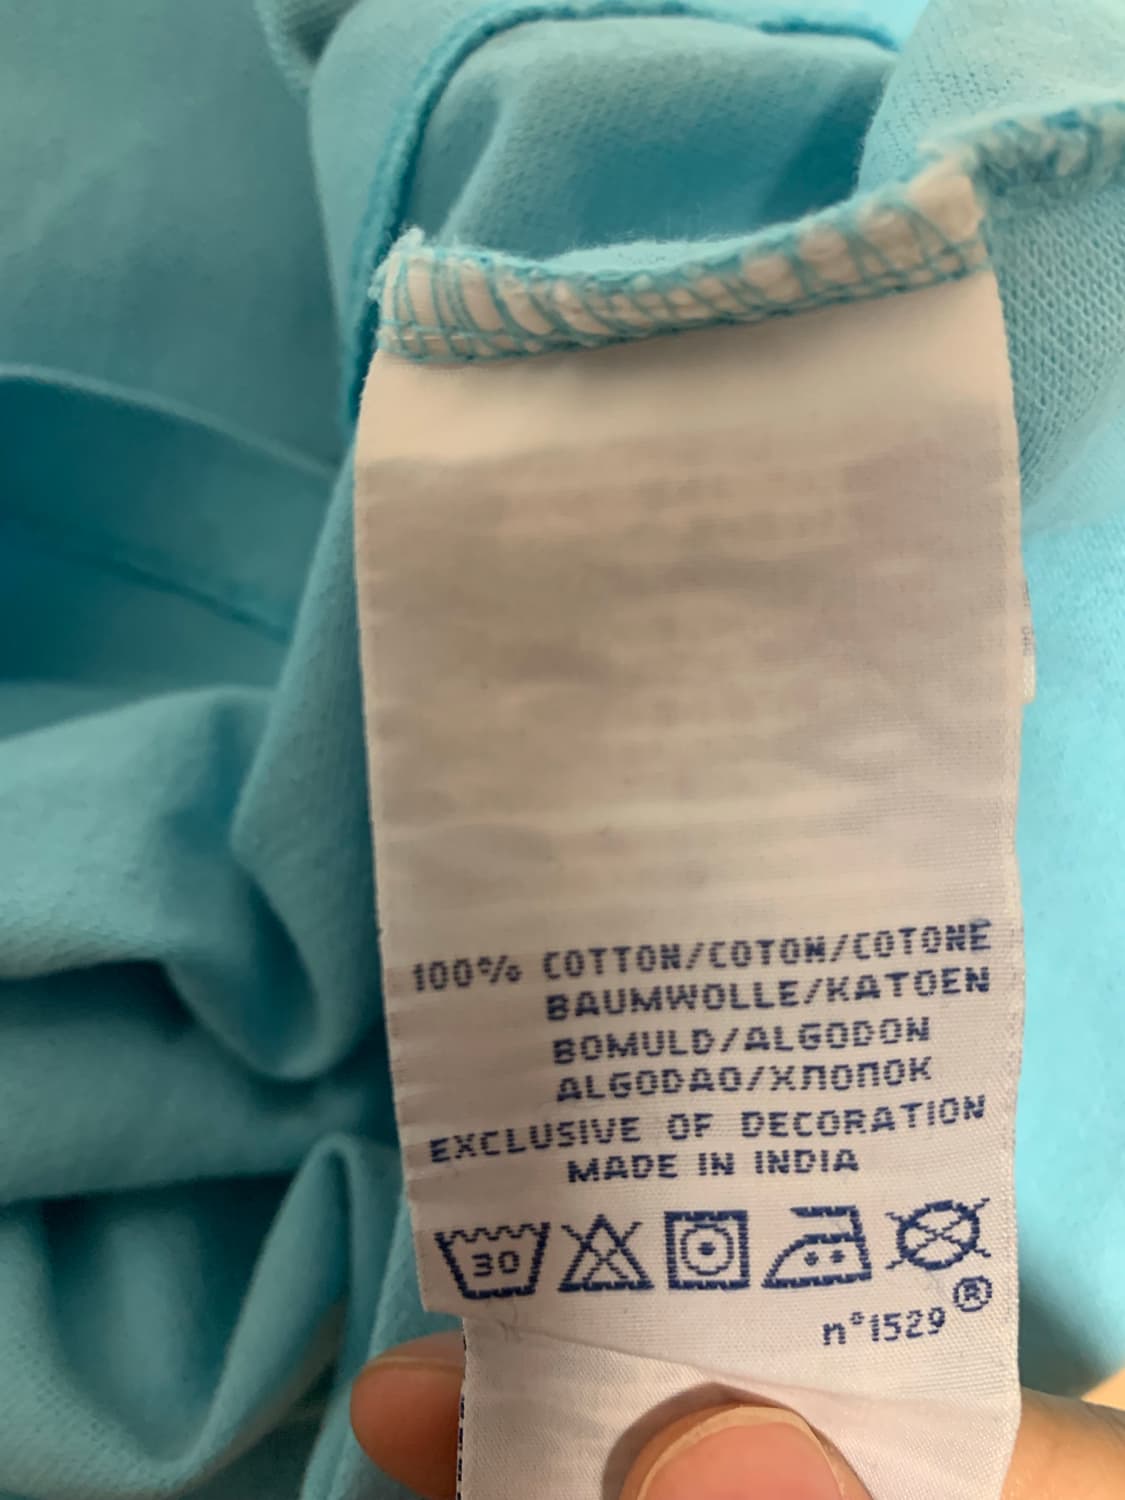 100% COTTON/COTON/COTONE
BAUMWOLLE/KATOEN
BOMULD/ALGODON
ALGODAO/ХЛОПОК
EXCLUSIVE OF DECORATION
MADE IN INDIA
30
®
n°1529